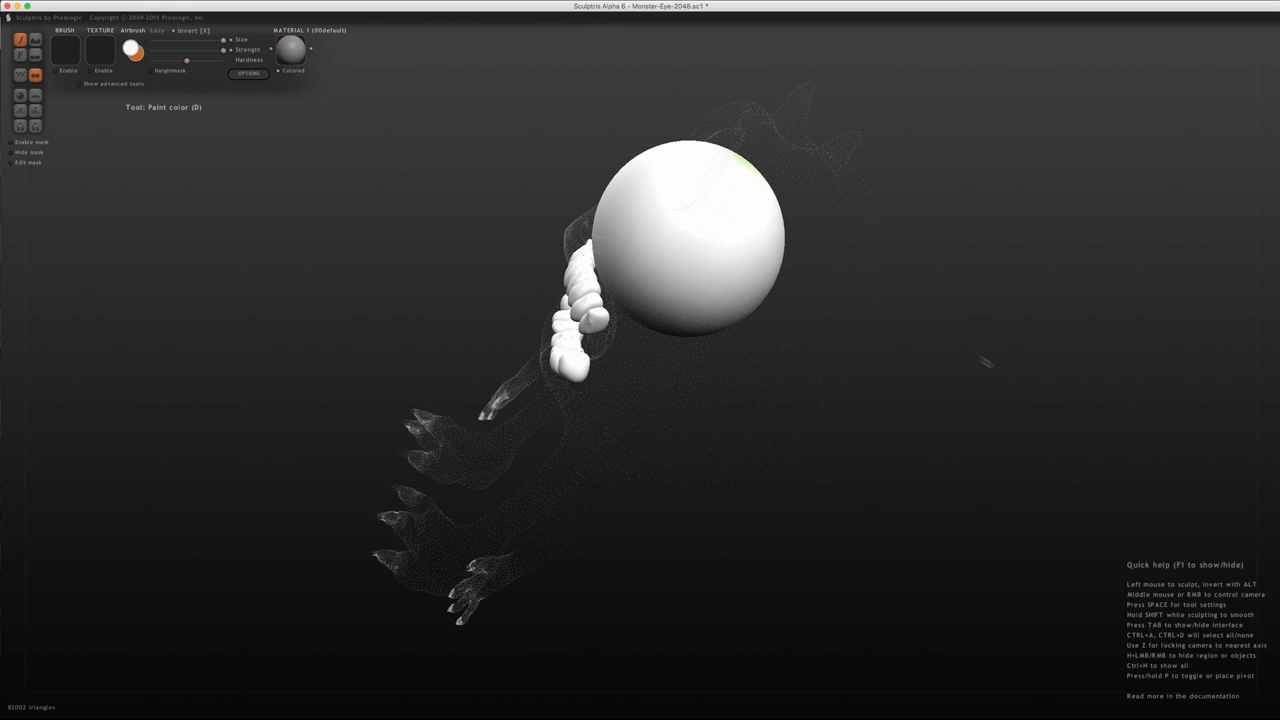 Sculptris Alpha 6 - Monster-Eye-2048.sc1 *
Sculptris by Pixologic Copyright © 2009-2015 Pixologic, Inc.
BRUSH TEXTURE Airbrush Lazy Invert [X] MATERIAL 1 (00default)
Size
Strength
Hardness
Enable Enable Heightmask OPTIONS Colored
Show advanced tools
Tool: Paint color (D)
Enable mask
Hide mask
Edit mask
Quick help (F1 to show/hide)
Left mouse to sculpt, invert with ALT
Middle mouse or RMB to control camera
Press SPACE for tool settings
Hold SHIFT while sculpting to smooth
Press TAB to show/hide interface
CTRL+A, CTRL+D will select all/none
Use Z for locking camera to nearest axis
H+LMB/RMB to hide region or objects
Ctrl+H to show all
Press/hold P to toggle or place pivot
Read more in the documentation
82002 triangles